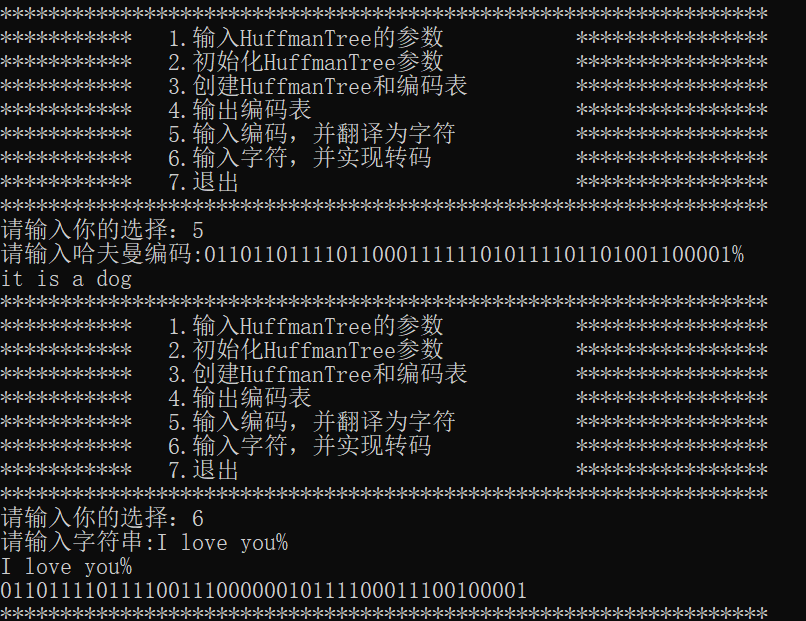 ****************************************************************
***********   1.输入HuffmanTree的参数           ****************
***********   2.初始化HuffmanTree参数           ****************
***********   3.创建HuffmanTree和编码表         ****************
***********   4.输出编码表                      ****************
***********   5.输入编码，并翻译为字符          ****************
***********   6.输入字符，并实现转码            ****************
***********   7.退出                            ****************
****************************************************************
请输入你的选择：5
请输入哈夫曼编码:01101101111011000111111010111101101001100001%
it is a dog
****************************************************************
***********   1.输入HuffmanTree的参数           ****************
***********   2.初始化HuffmanTree参数           ****************
***********   3.创建HuffmanTree和编码表         ****************
***********   4.输出编码表                      ****************
***********   5.输入编码，并翻译为字符          ****************
***********   6.输入字符，并实现转码            ****************
***********   7.退出                            ****************
****************************************************************
请输入你的选择：6
请输入字符串:I love you%
I love you%
01101111011110011100000010111100011100100001
****************************************************************